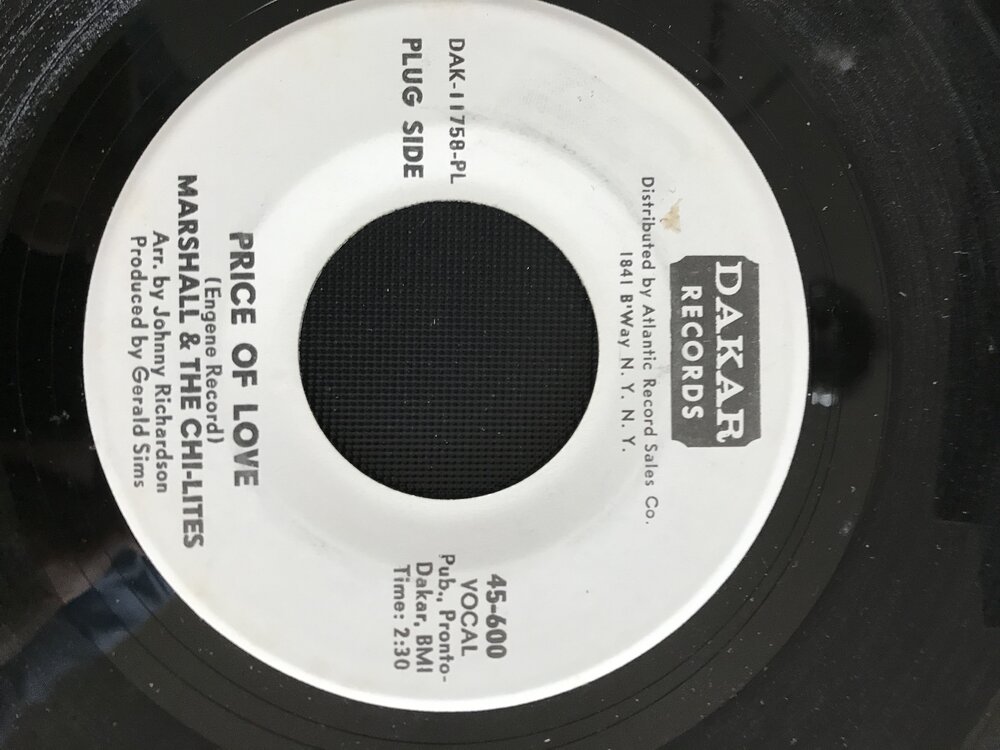 DAKAR
RECORDS
Distributed by Atlantic Record Sales Co.
1841 B'Way N. Y. N. Y.
DAK-11758-PL
PLUG SIDE
45-600
VOCAL
Pub., Pronto-
Dakar, BMI
Time: 2:30
PRICE OF LOVE
(Engene Record)
MARSHALL & THE CHI-LITES
Arr. by Johnny Richardson
Produced by Gerald Sims